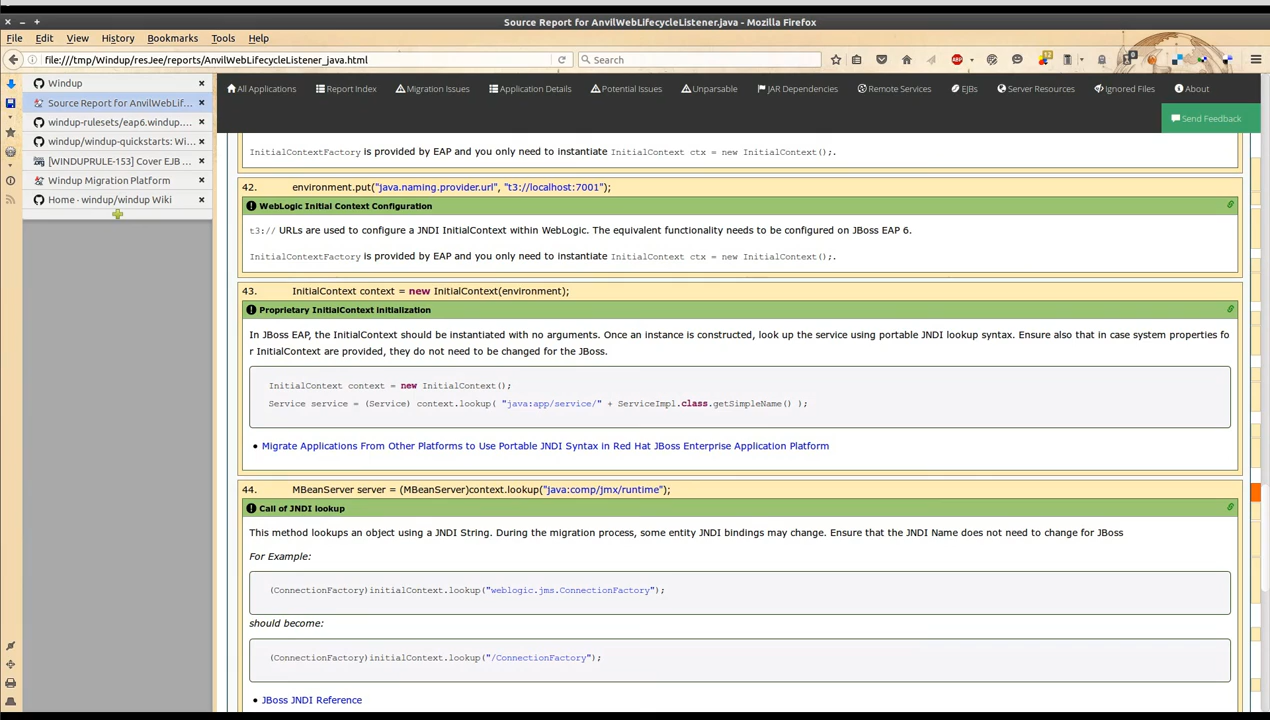 Source Report for AnvilWebLifecycleListener.java - Mozilla Firefox
File Edit View History Bookmarks Tools Help
file:///tmp/Windup/resJee/reports/AnvilWebLifecycleListener_java.html
Search
Windup
Source Report for AnvilWebLif...
windup-rulesets/eap6.windup....
windup/windup-quickstarts: Wi...
[WINDUPRULE-153] Cover EJB ...
Windup Migration Platform
Home · windup/windup Wiki
All Applications Report Index Migration Issues Application Details Potential Issues Unparsable JAR Dependencies Remote Services EJBs Server Resources Ignored Files About
Send Feedback
InitialContextFactory is provided by EAP and you only need to instantiate InitialContext ctx = new InitialContext();.
42. environment.put("java.naming.provider.url", "t3://localhost:7001");
WebLogic Initial Context Configuration
t3:// URLs are used to configure a JNDI InitialContext within WebLogic. The equivalent functionality needs to be configured on JBoss EAP 6.
InitialContextFactory is provided by EAP and you only need to instantiate InitialContext ctx = new InitialContext();.
43. InitialContext context = new InitialContext(environment);
Proprietary InitialContext initialization
In JBoss EAP, the InitialContext should be instantiated with no arguments. Once an instance is constructed, look up the service using portable JNDI lookup syntax. Ensure also that in case system properties fo
r InitialContext are provided, they do not need to be changed for the JBoss.
InitialContext context = new InitialContext();
Service service = (Service) context.lookup( "java:app/service/" + ServiceImpl.class.getSimpleName() );
• Migrate Applications From Other Platforms to Use Portable JNDI Syntax in Red Hat JBoss Enterprise Application Platform
44. MBeanServer server = (MBeanServer)context.lookup("java:comp/jmx/runtime");
Call of JNDI lookup
This method lookups an object using a JNDI String. During the migration process, some entity JNDI bindings may change. Ensure that the JNDI Name does not need to change for JBoss
For Example:
(ConnectionFactory)initialContext.lookup("weblogic.jms.ConnectionFactory");
should become:
(ConnectionFactory)initialContext.lookup("/ConnectionFactory");
• JBoss JNDI Reference